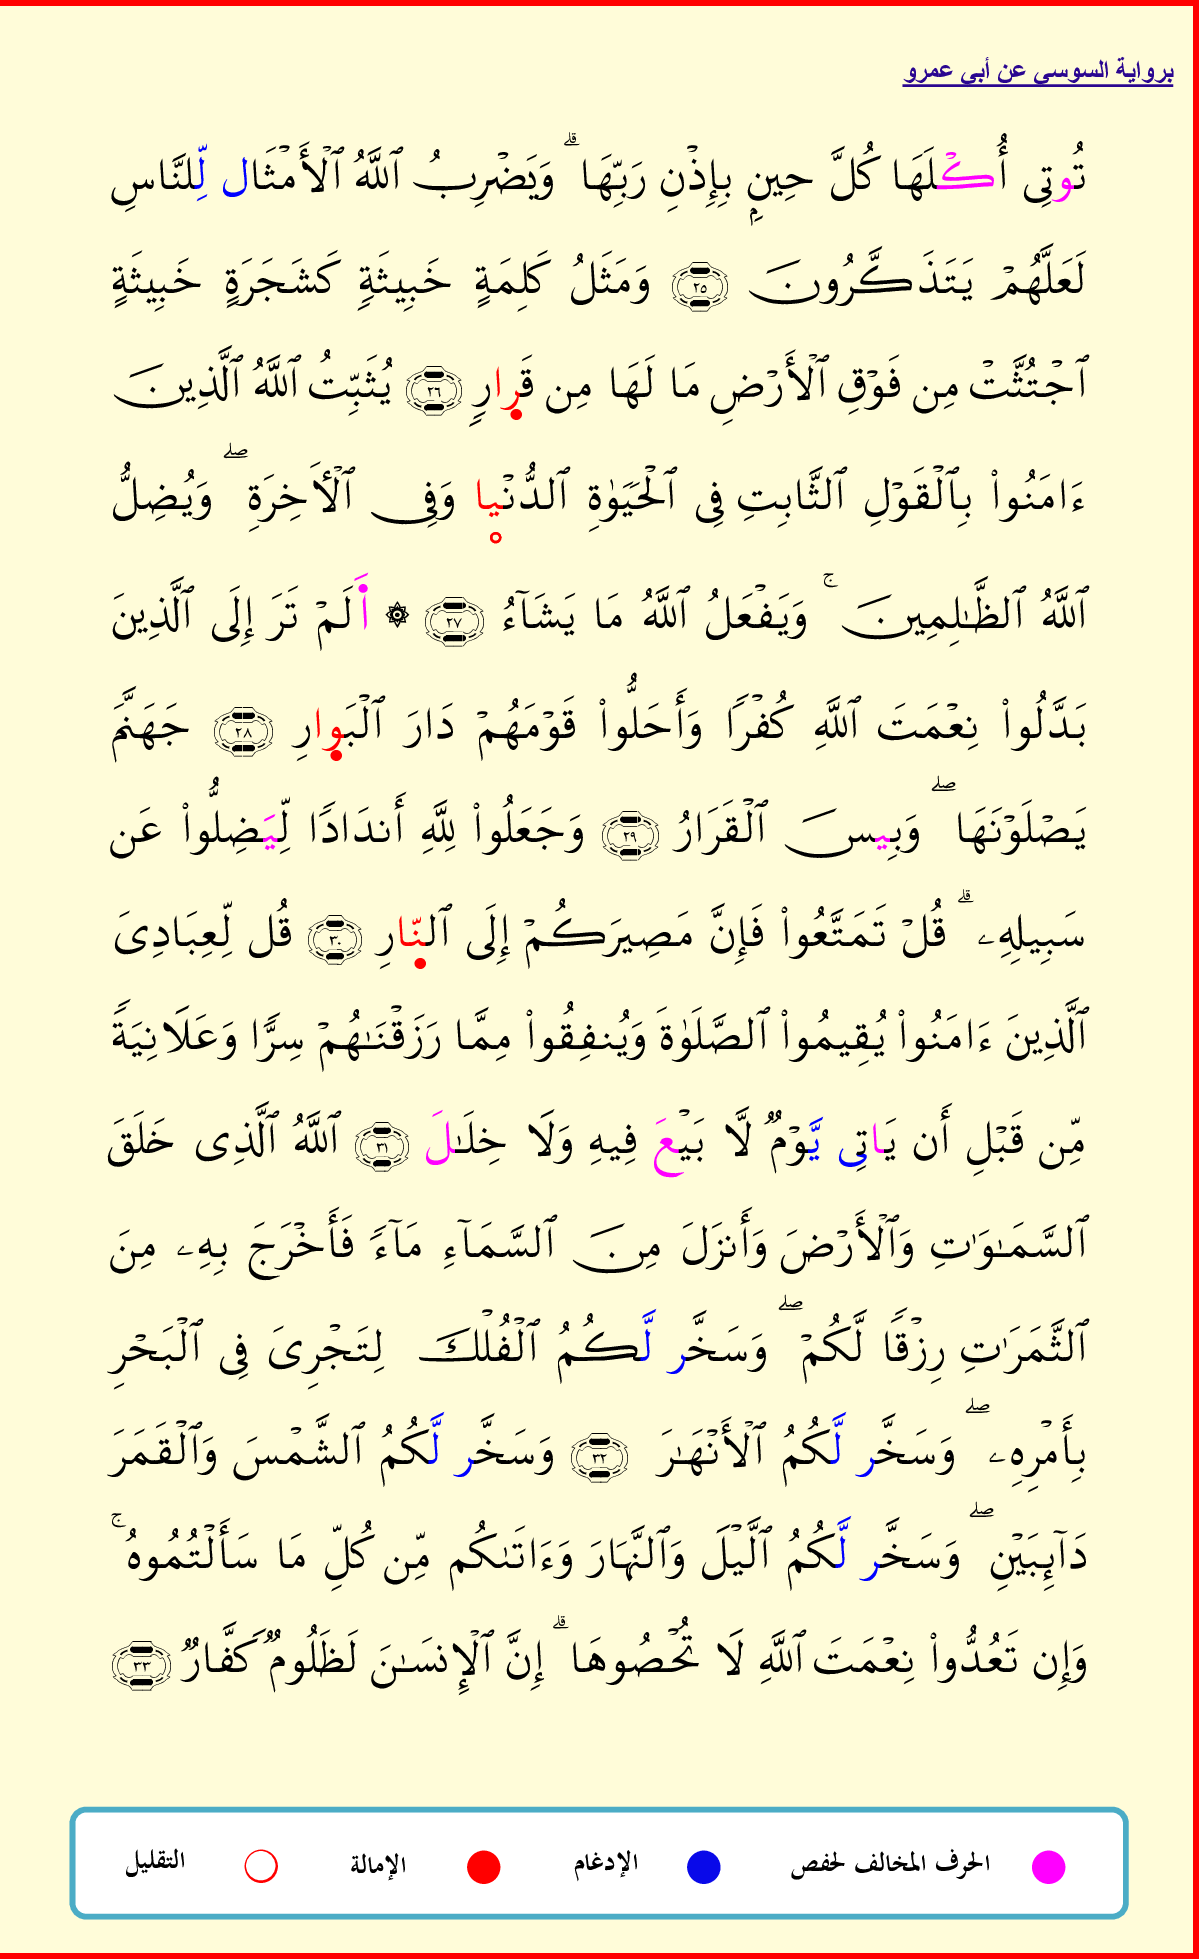 برواية السوسي عن أبي عمرو
تُوتِى أُكْلَهَا كُلَّ حِينِۭ بِإِذْنِ رَبِّهَا ۗ وَيَضْرِبُ ٱللَّهُ ٱلْأَمْثَال لِّلنَّاسِ
لَعَلَّهُمْ يَتَذَكَّرُونَ ٢٥ وَمَثَلُ كَلِمَةٍ خَبِيثَةٍ كَشَجَرَةٍ خَبِيثَةٍ
ٱجْتُثَّتْ مِن فَوْقِ ٱلْأَرْضِ مَا لَهَا مِن قَرارٍ ٢٦ يُثَبِّتُ ٱللَّهُ ٱلَّذِينَ
ءَامَنُوا۟ بِٱلْقَوْلِ ٱلثَّابِتِ فِى ٱلْحَيَوٰةِ ٱلدُّنْيا وَفِى ٱلْأَخِرَةِ ۖ وَيُضِلُّ
ٱللَّهُ ٱلظَّٰلِمِينَ ۚ وَيَفْعَلُ ٱللَّهُ مَا يَشَآءُ ٢٧ ۞ أَلَمْ تَرَ إِلَى ٱلَّذِينَ
بَدَّلُوا۟ نِعْمَتَ ٱللَّهِ كُفْرًا وَأَحَلُّوا۟ قَوْمَهُمْ دَارَ ٱلْبَوارِ ٢٨ جَهَنَّمَ
يَصْلَوْنَهَا ۖ وَبِيسَ ٱلْقَرَارُ ٢٩ وَجَعَلُوا۟ لِلَّهِ أَندَادًا لِّيَضِلُّوا۟ عَن
سَبِيلِهِۦ ۗ قُلْ تَمَتَّعُوا۟ فَإِنَّ مَصِيرَكُمْ إِلَى ٱلنّارِ ٣٠ قُل لِّعِبَادِىَ
ٱلَّذِينَ ءَامَنُوا۟ يُقِيمُوا۟ ٱلصَّلَوٰةَ وَيُنفِقُوا۟ مِمَّا رَزَقْنَٰهُمْ سِرًّا وَعَلَانِيَةً
مِّن قَبْلِ أَن يَاتِى يَّوْمٌ لَّا بَيْعَ فِيهِ وَلَا خِلَٰلَ ٣١ ٱللَّهُ ٱلَّذِى خَلَقَ
ٱلسَّمَٰوَٰتِ وَٱلْأَرْضَ وَأَنزَلَ مِنَ ٱلسَّمَآءِ مَآءً فَأَخْرَجَ بِهِۦ مِنَ
ٱلثَّمَرَٰتِ رِزْقًا لَّكُمْ ۖ وَسَخَّر لَّكُمُ ٱلْفُلْكَ لِتَجْرِىَ فِى ٱلْبَحْرِ
بِأَمْرِهِۦ ۖ وَسَخَّر لَّكُمُ ٱلْأَنْهَٰرَ ٣٢ وَسَخَّر لَّكُمُ ٱلشَّمْسَ وَٱلْقَمَرَ
دَآئِبَيْنِ ۖ وَسَخَّر لَّكُمُ ٱلَّيْلَ وَٱلنَّهَارَ وَءَاتَىٰكُم مِّن كُلِّ مَا سَأَلْتُمُوهُ ۚ
وَإِن تَعُدُّوا۟ نِعْمَتَ ٱللَّهِ لَا تُحْصُوهَا ۗ إِنَّ ٱلْإِنسَٰنَ لَظَلُومٌ كَفَّارٌ ٣٣
الحرف المخالف لحفص الإدغام الإمالة التقليل